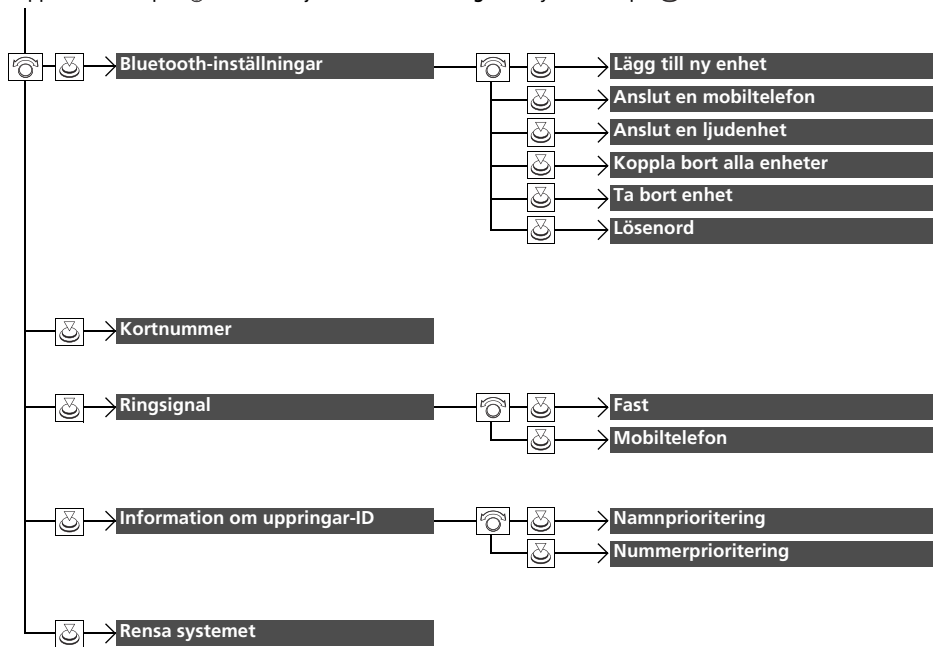 Bluetooth-inställningar
Lägg till ny enhet
Anslut en mobiltelefon
Anslut en ljudenhet
Koppla bort alla enheter
Ta bort enhet
Lösenord
Kortnummer
Ringsignal
Fast
Mobiltelefon
Information om uppringar-ID
Namnprioritering
Nummerprioritering
Rensa systemet